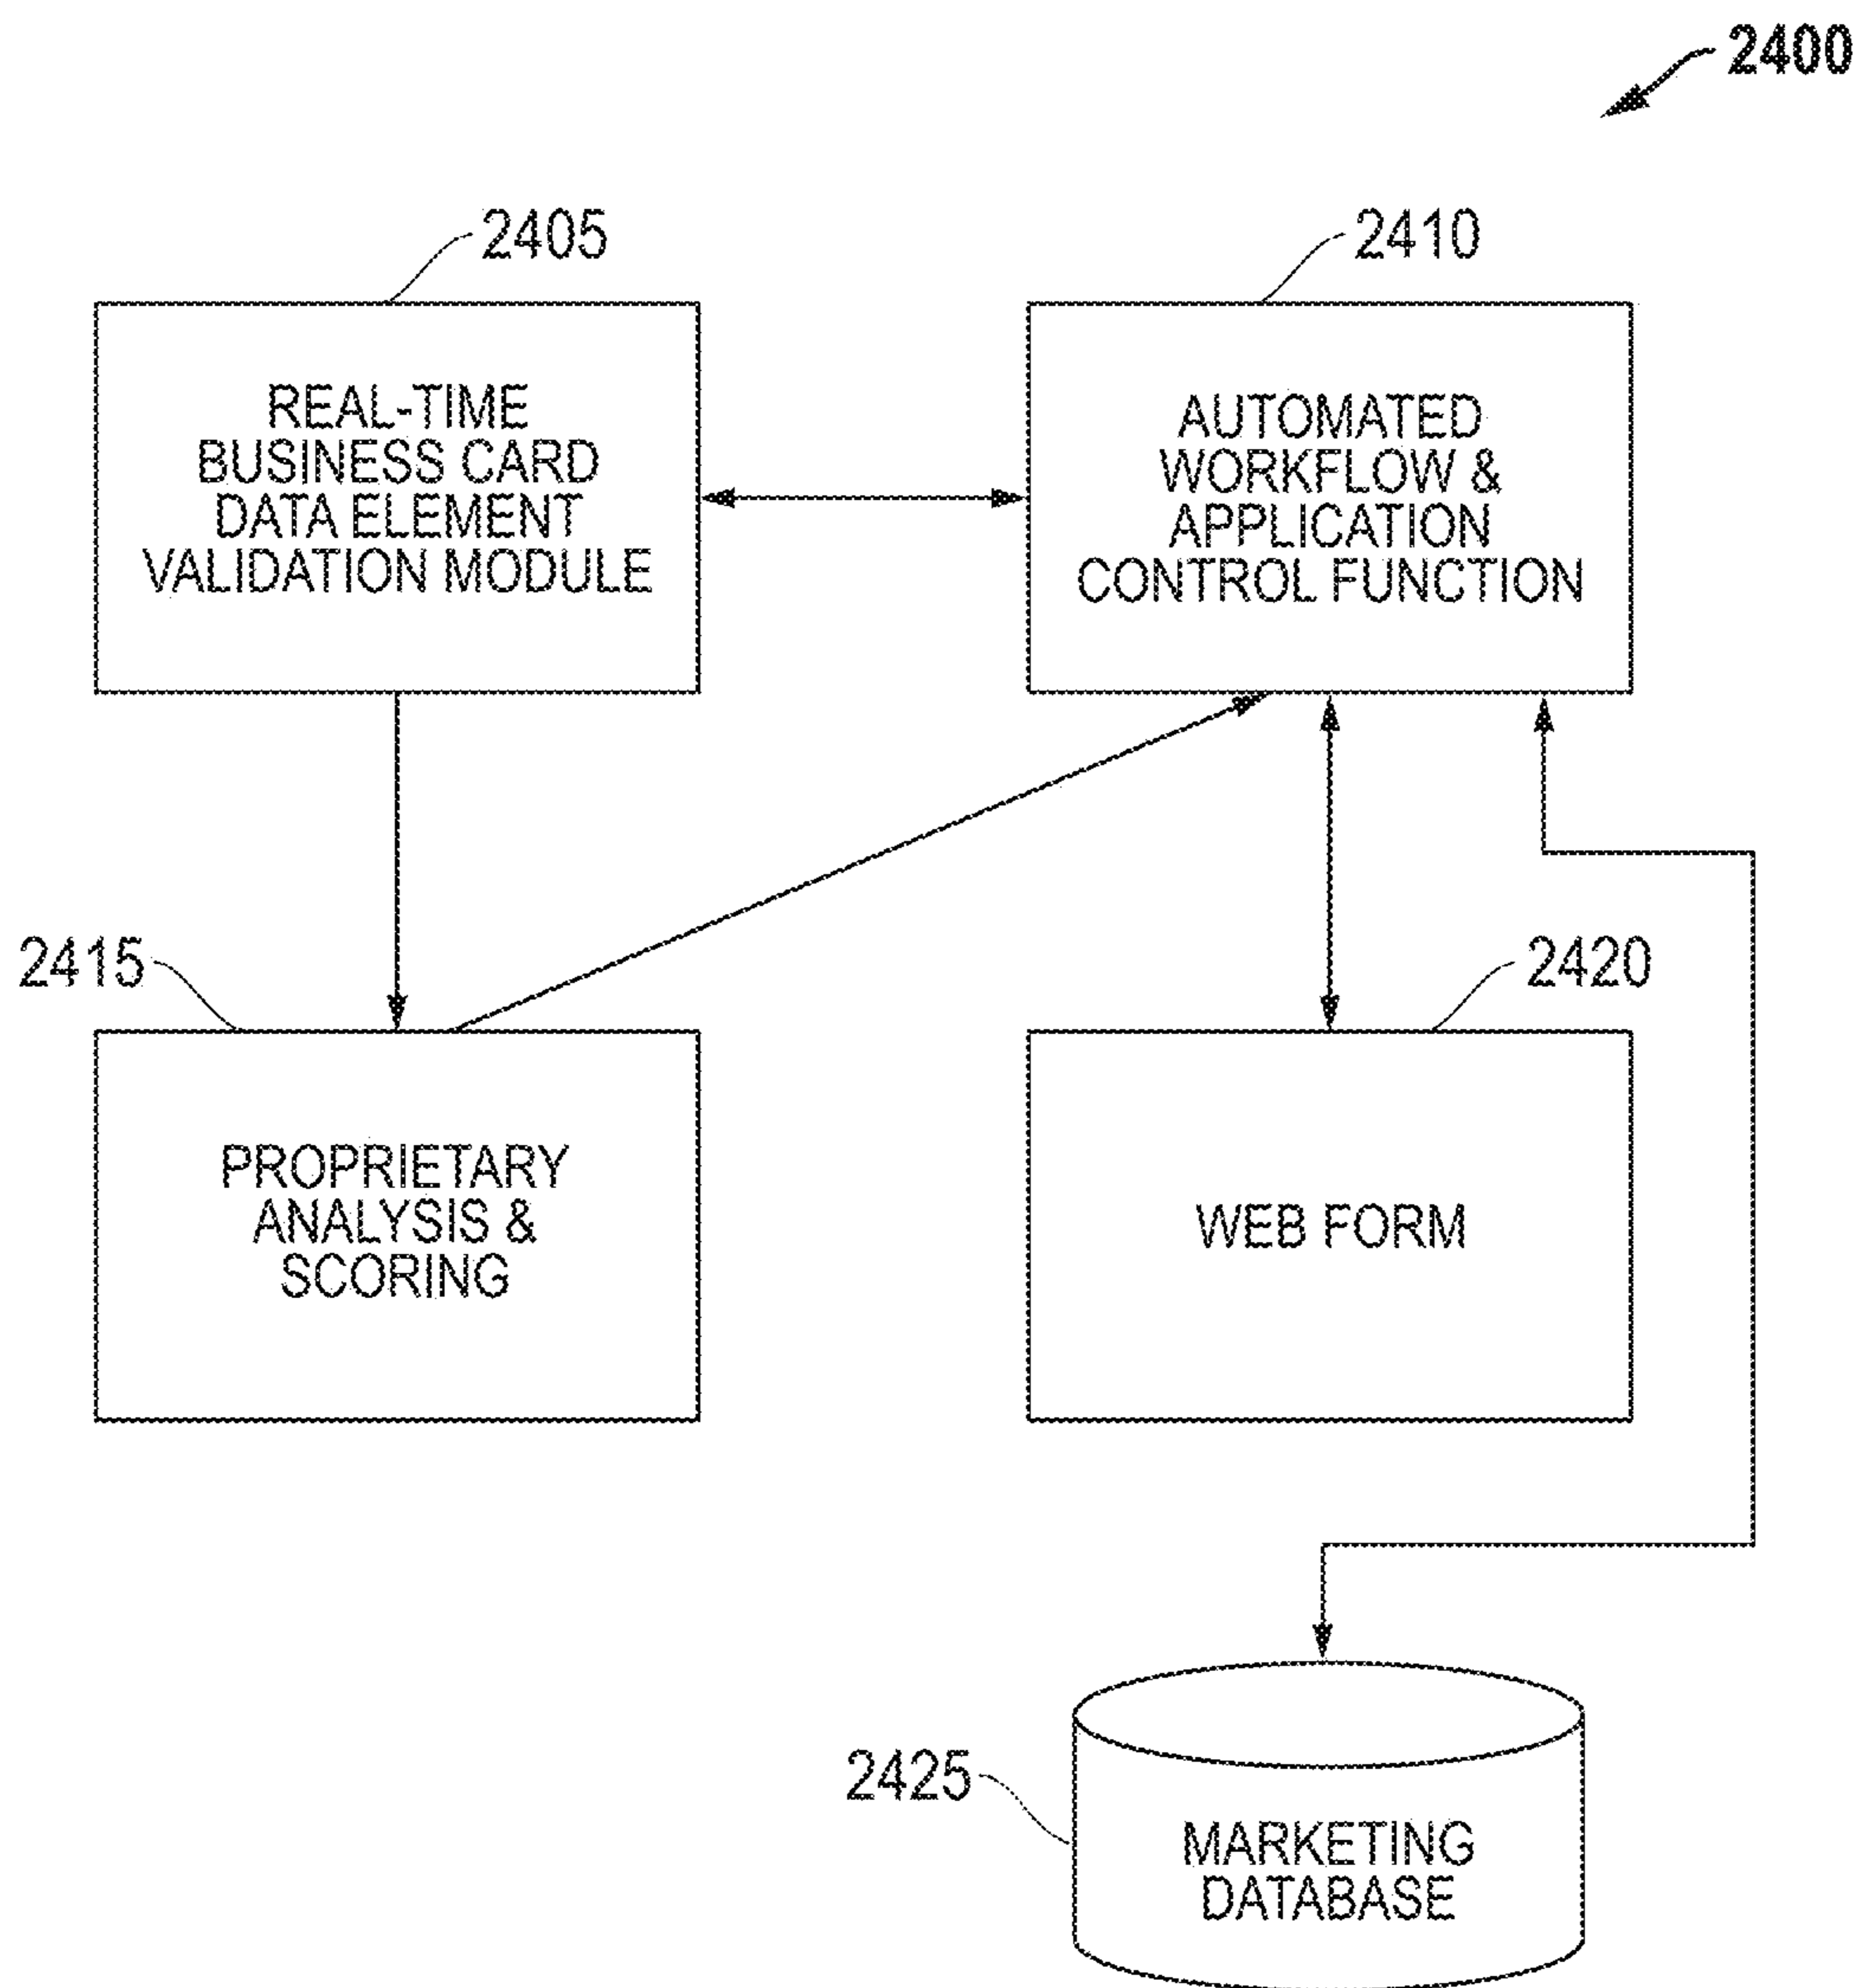 2400
2405
REAL-TIME
BUSINESS CARD
DATA ELEMENT
VALIDATION MODULE
2410
AUTOMATED
WORKFLOW &
APPLICATION
CONTROL FUNCTION
2415
PROPRIETARY
ANALYSIS &
SCORING
2420
WEB FORM
2425
MARKETING
DATABASE